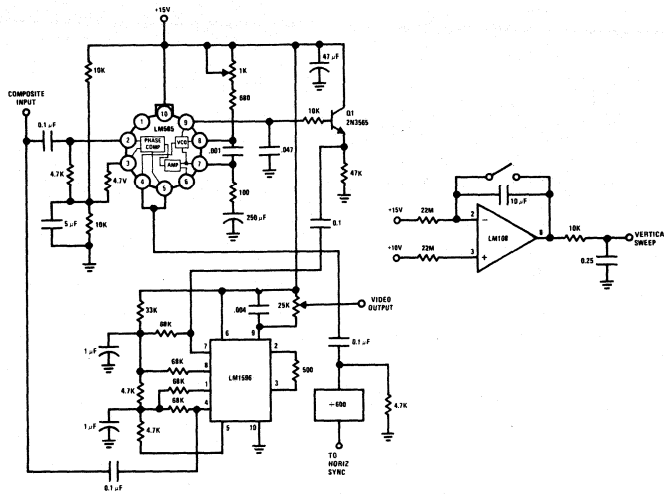 +15V
47 µF
10K
1K
COMPOSITE INPUT
LM565
680
Q1
2N3565
10K
0.1 µF
PHASE COMP
VCO
AMP
1
2
3
4
5
6
7
8
9
10
.001
.047
4.7K
4.7V
100
47K
5 µF
10K
250 µF
0.1
+15V
22M
10 µF
2
LM108
6
10K
VERTICA
SWEEP
+10V
22M
3
0.25
33K
.004
25K
VIDEO OUTPUT
68K
6
9
1 µF
7
2
0.1 µF
68K
8
LM1596
500
68K
1
3
4.7K
68K
4
÷600
4.7K
1 µF
4.7K
5
10
TO
HORIZ
SYNC
0.1 µF